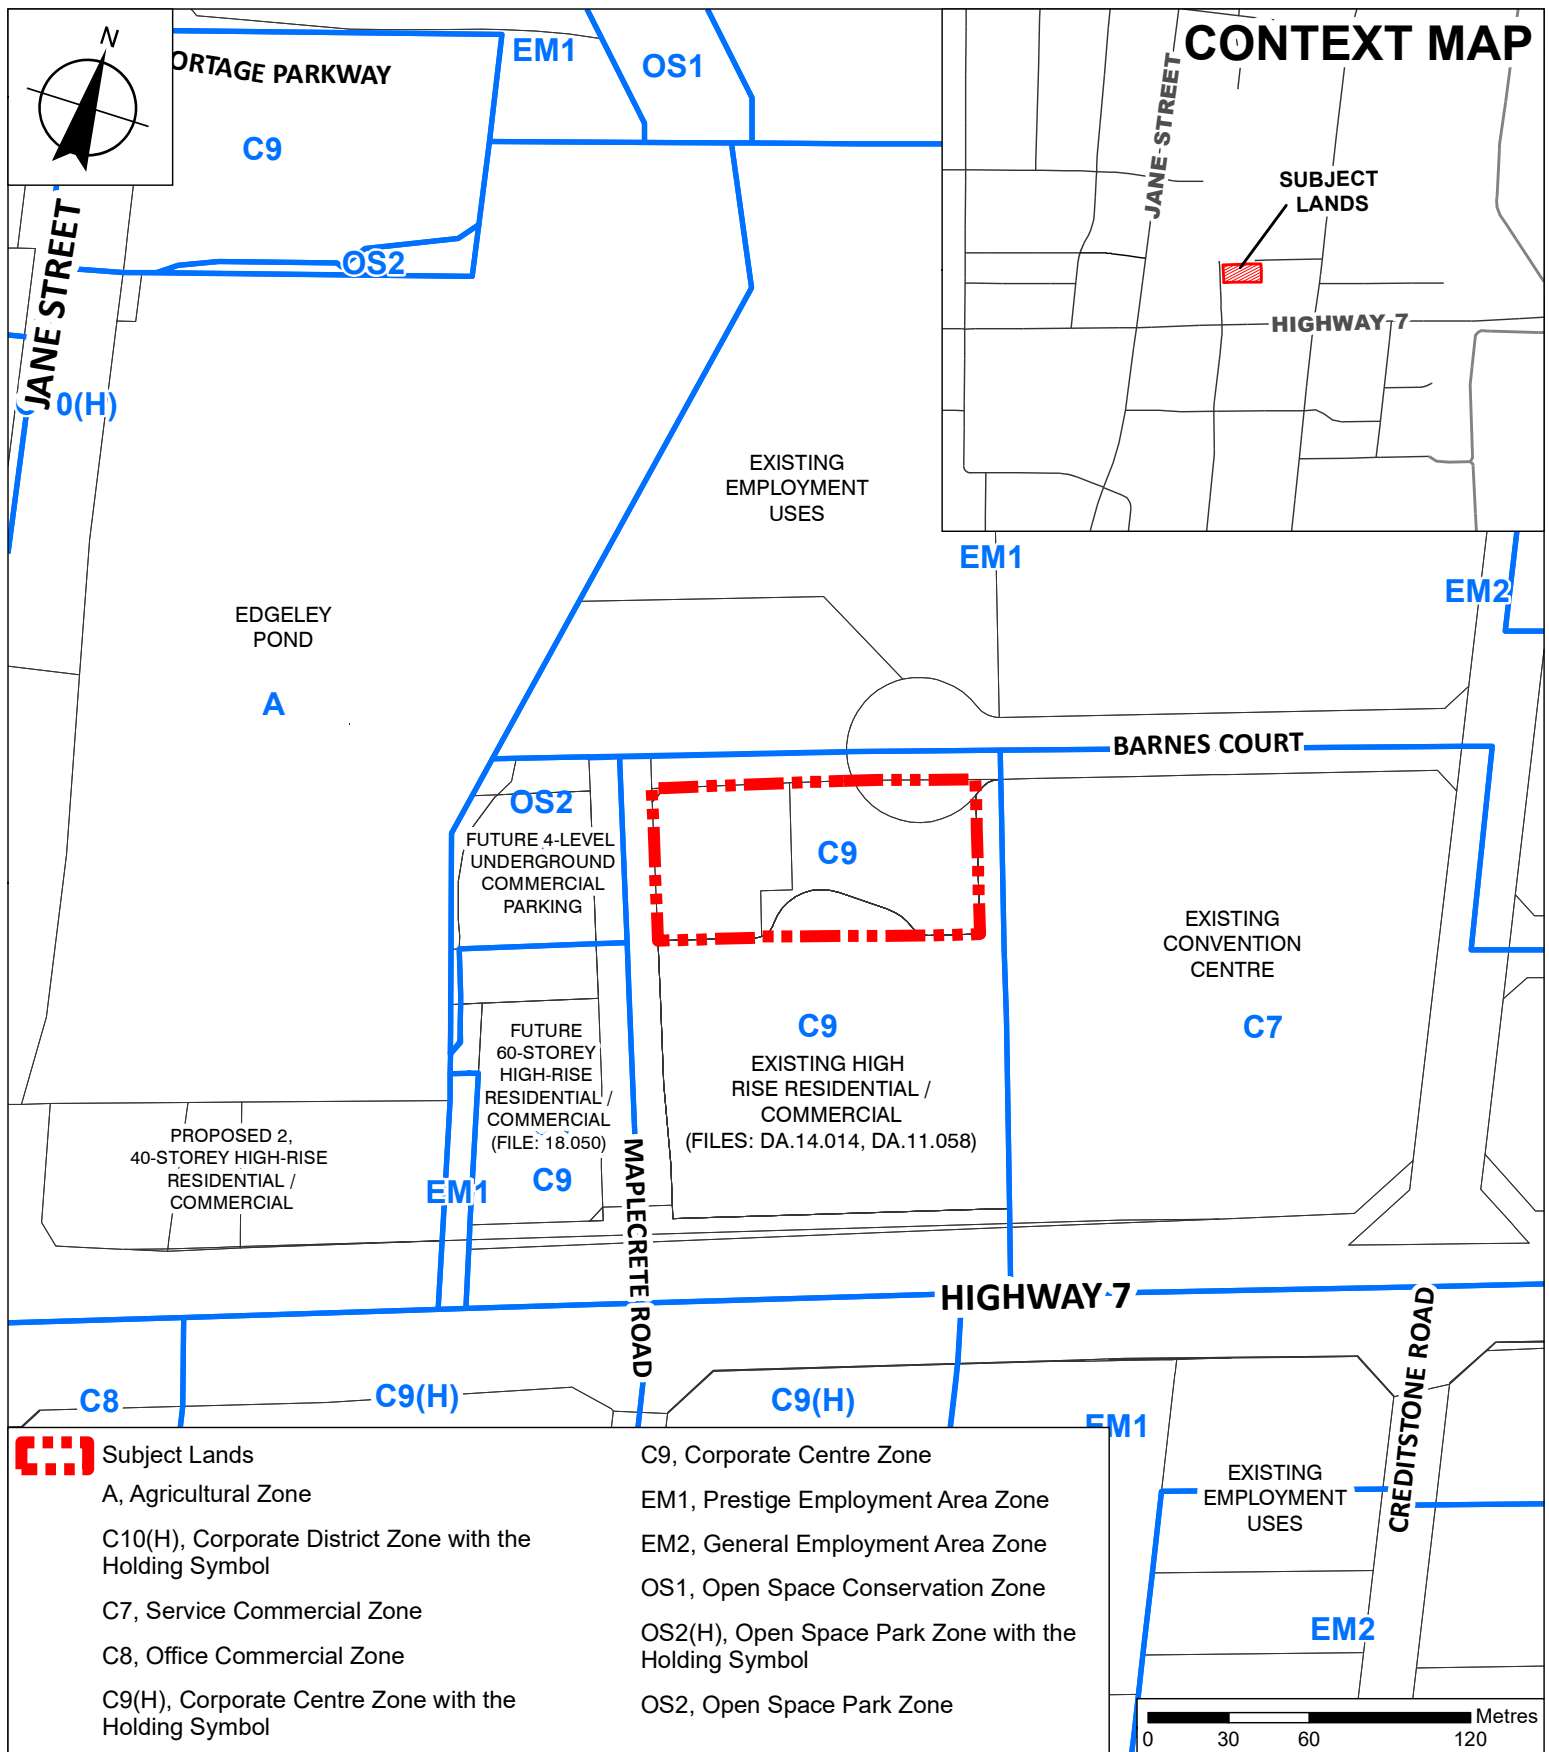 N
ORTAGE PARKWAY
EM1
OS1
C9
OS2
JANE STREET
0(H)
CONTEXT MAP
JANE STREET
SUBJECT
LANDS
HIGHWAY 7
EXISTING
EMPLOYMENT
USES
EM1
EM2
EDGELEY
POND
A
BARNES COURT
OS2
FUTURE 4-LEVEL
UNDERGROUND
COMMERCIAL
PARKING
C9
EXISTING
CONVENTION
CENTRE
C7
C9
EXISTING HIGH
RISE RESIDENTIAL /
COMMERCIAL
(FILES: DA.14.014, DA.11.058)
FUTURE
60-STOREY
HIGH-RISE
RESIDENTIAL /
COMMERCIAL
(FILE: 18.050)
C9
PROPOSED 2,
40-STOREY HIGH-RISE
RESIDENTIAL /
COMMERCIAL
EM1
MAPLECRETE ROAD
HIGHWAY 7
CREDITSTONE ROAD
C8
C9(H)
C9(H)
EM1
EXISTING
EMPLOYMENT
USES
EM2
Subject Lands
A, Agricultural Zone
C10(H), Corporate District Zone with the
Holding Symbol
C7, Service Commercial Zone
C8, Office Commercial Zone
C9(H), Corporate Centre Zone with the
Holding Symbol
C9, Corporate Centre Zone
EM1, Prestige Employment Area Zone
EM2, General Employment Area Zone
OS1, Open Space Conservation Zone
OS2(H), Open Space Park Zone with the
Holding Symbol
OS2, Open Space Park Zone
Metres
0 30 60 120